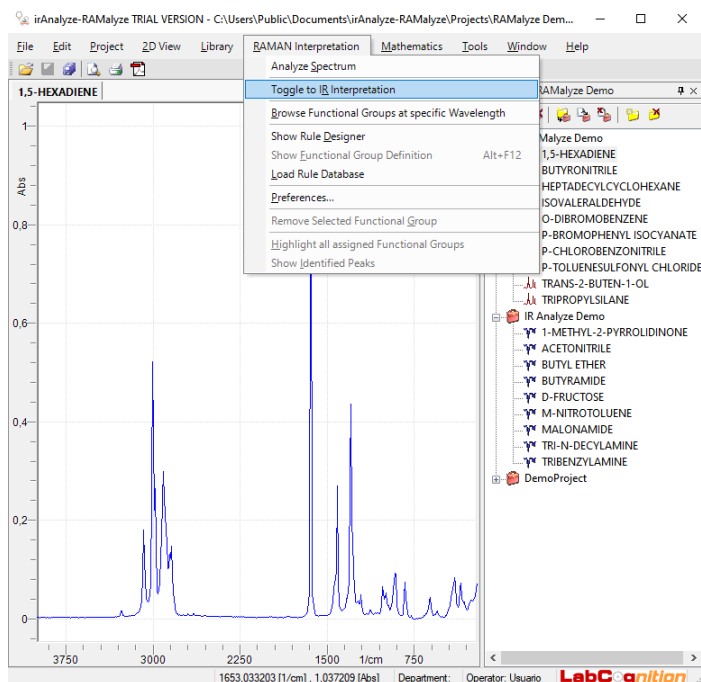 irAnalyze-RAMalyze TRIAL VERSION - C:\Users\Public\Documents\irAnalyze-RAMalyze\Projects\RAMalyze Dem...
File Edit Project 2D View Library RAMAN Interpretation Mathematics Tools Window Help
Analyze Spectrum
Toggle to IR Interpretation
Browse Functional Groups at specific Wavelength
Show Rule Designer
Show Functional Group Definition Alt+F12
Load Rule Database
Preferences...
Remove Selected Functional Group
Highlight all assigned Functional Groups
Show Identified Peaks
1,5-HEXADIENE
Abs
1
0,8
0,6
0,4
0,2
0
3750 3000 2250 1500 1/cm 750
RAMalyze Demo
Malyze Demo
1,5-HEXADIENE
BUTYRONITRILE
HEPTADECYLCYCLOHEXANE
ISOVALERALDEHYDE
O-DIBROMOBENZENE
P-BROMOPHENYL ISOCYANATE
P-CHLOROBENZONITRILE
P-TOLUENESULFONYL CHLORIDE
TRANS-2-BUTEN-1-OL
TRIPROPYLSILANE
IR Analyze Demo
1-METHYL-2-PYRROLIDINONE
ACETONITRILE
BUTYL ETHER
BUTYRAMIDE
D-FRUCTOSE
M-NITROTOLUENE
MALONAMIDE
TRI-N-DECYLAMINE
TRIBENZYLAMINE
DemoProject
1653.033203 [1/cm] , 1.037209 [Abs] Department: Operator: Usuario LabCognition